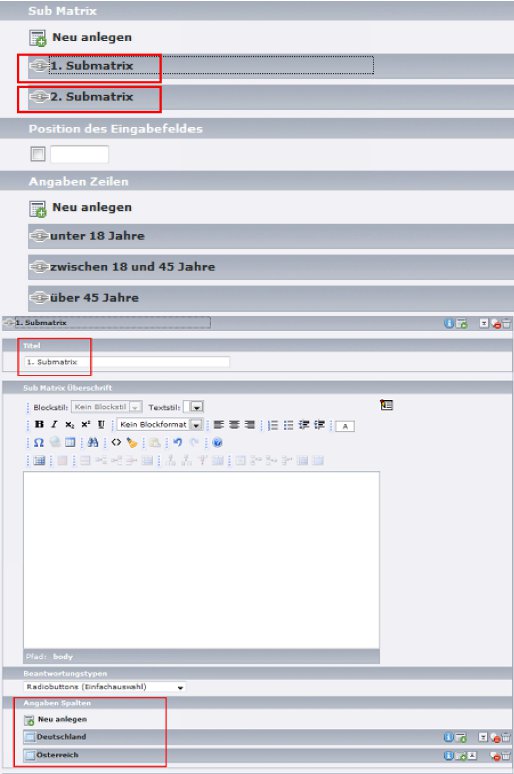 Sub Matrix
Neu anlegen
1. Submatrix
2. Submatrix
Position des Eingabefeldes
Angaben Zeilen
Neu anlegen
unter 18 Jahre
zwischen 18 und 45 Jahre
über 45 Jahre
1. Submatrix
Titel
1. Submatrix
Sub Matrix Überschrift
Blockstil: Kein Blockstil Textstil:
B I x₂ x² U Kein Blockformat A
Ω
Pfad: body
Beantwortungstypen
Radiobuttons (Einfachauswahl)
Angaben Spalten
Neu anlegen
Deutschland
Österreich